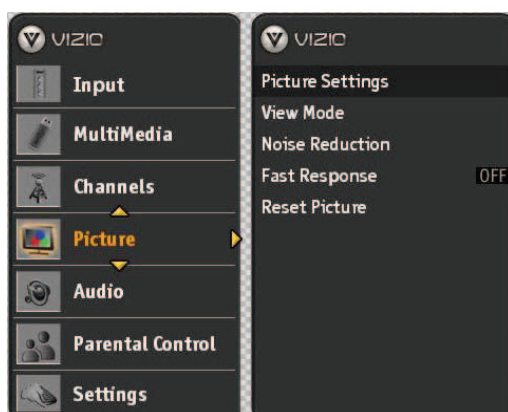 VIZIO
Input
MultiMedia
Channels
Picture
Audio
Parental Control
Settings
VIZIO
Picture Settings
View Mode
Noise Reduction
Fast Response OFF
Reset Picture